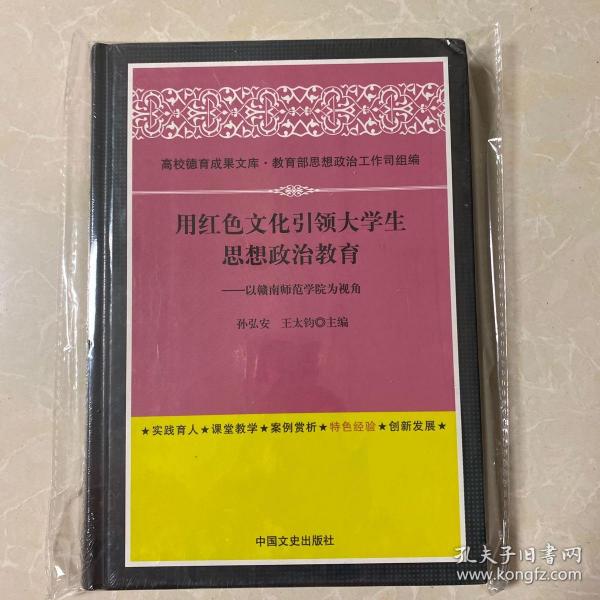 高校德育成果文库·教育部思想政治工作司组编
用红色文化引领大学生
思想政治教育
——以赣南师范学院为视角
孙弘安 王太钧◎主编
★实践育人★课堂教学★案例赏析★特色经验★创新发展★
中国文史出版社
孔夫子旧书网
www.kongfz.com